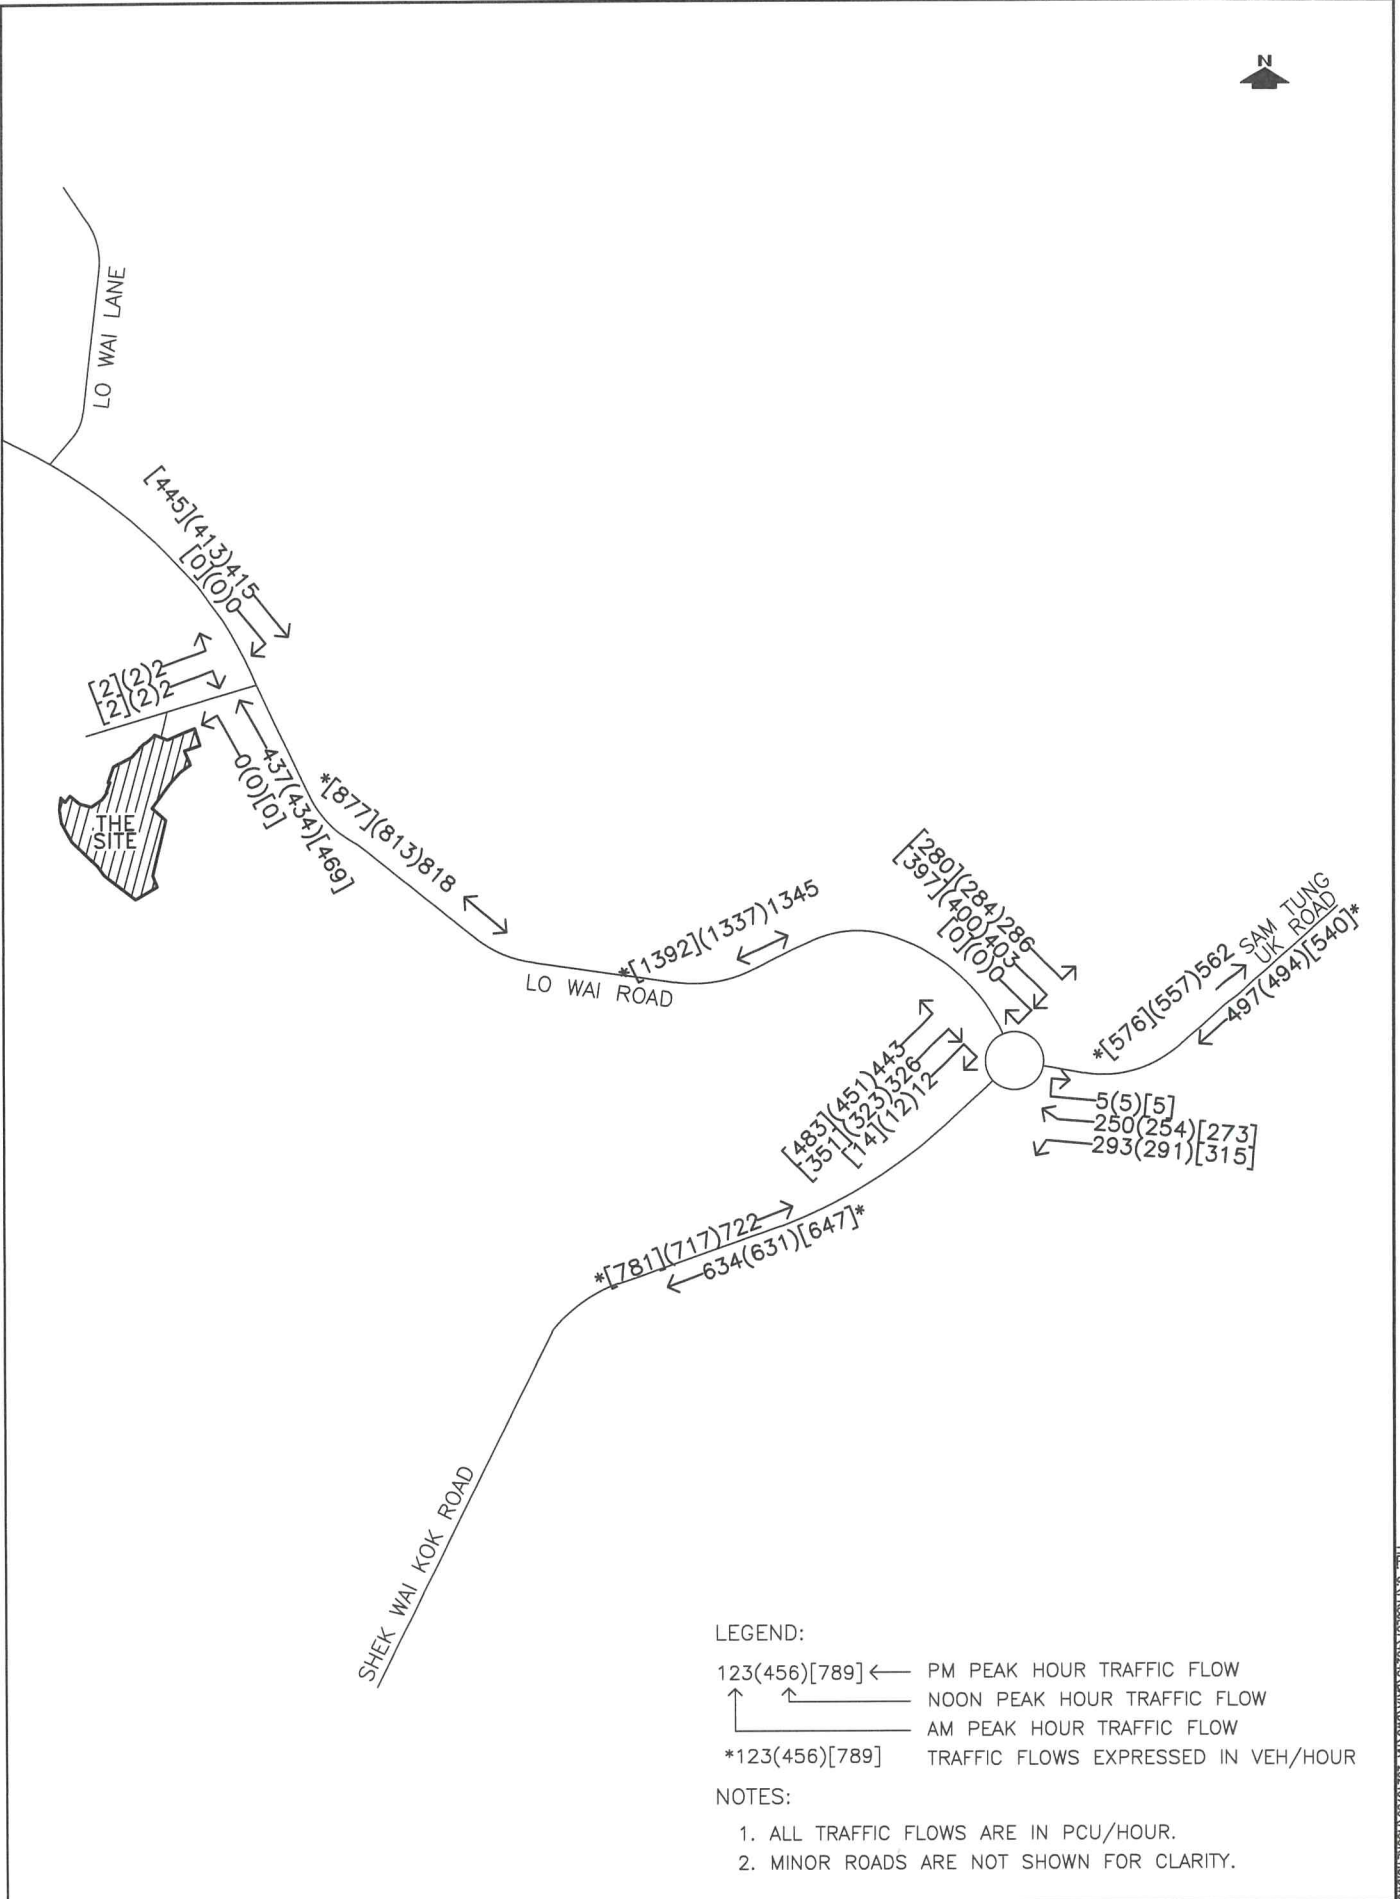 N
LO WAI LANE
[445](413)415
[0](0)0
[2](2)2
[2](2)2
437(434)[469]
0(0)[0]
THE
SITE
*[877](813)818
*[1392](1337)1345
LO WAI ROAD
[280](284)286
[397](400)403
[0](0)0
SAM TUNG
UK ROAD
*[576](557)562
497(494)[540]*
[483](451)443
[351](323)326
[14](12)12
5(5)[5]
250(254)[273]
293(291)[315]
*[781](717)722
634(631)[647]*
SHEK WAI KOK ROAD
LEGEND:
123(456)[789] PM PEAK HOUR TRAFFIC FLOW
NOON PEAK HOUR TRAFFIC FLOW
AM PEAK HOUR TRAFFIC FLOW
*123(456)[789] TRAFFIC FLOWS EXPRESSED IN VEH/HOUR
NOTES:
1. ALL TRAFFIC FLOWS ARE IN PCU/HOUR.
2. MINOR ROADS ARE NOT SHOWN FOR CLARITY.